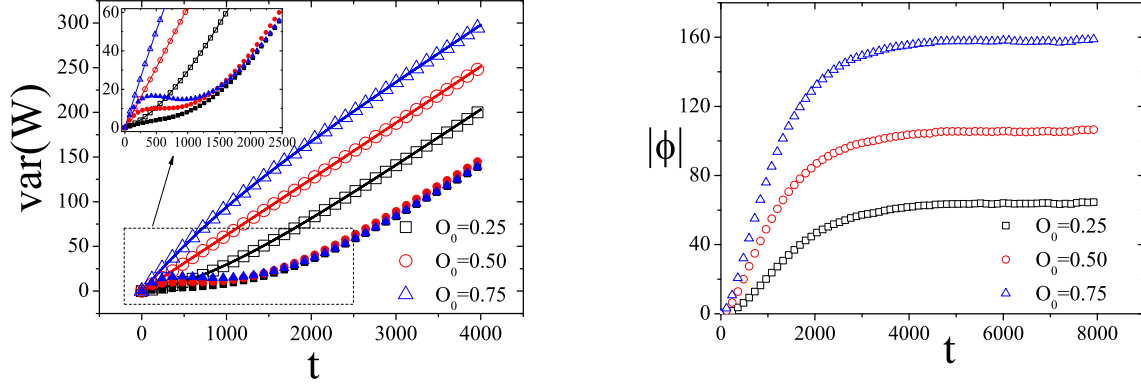 var(W)
300
250
200
150
100
50
0
0 1000 2000 3000 4000
t
60
40
20
0
0 500 1000 1500 2000 2500
O₀=0.25
O₀=0.50
O₀=0.75
|ϕ|
160
120
80
40
0
0 2000 4000 6000 8000
t
O₀=0.25
O₀=0.50
O₀=0.75